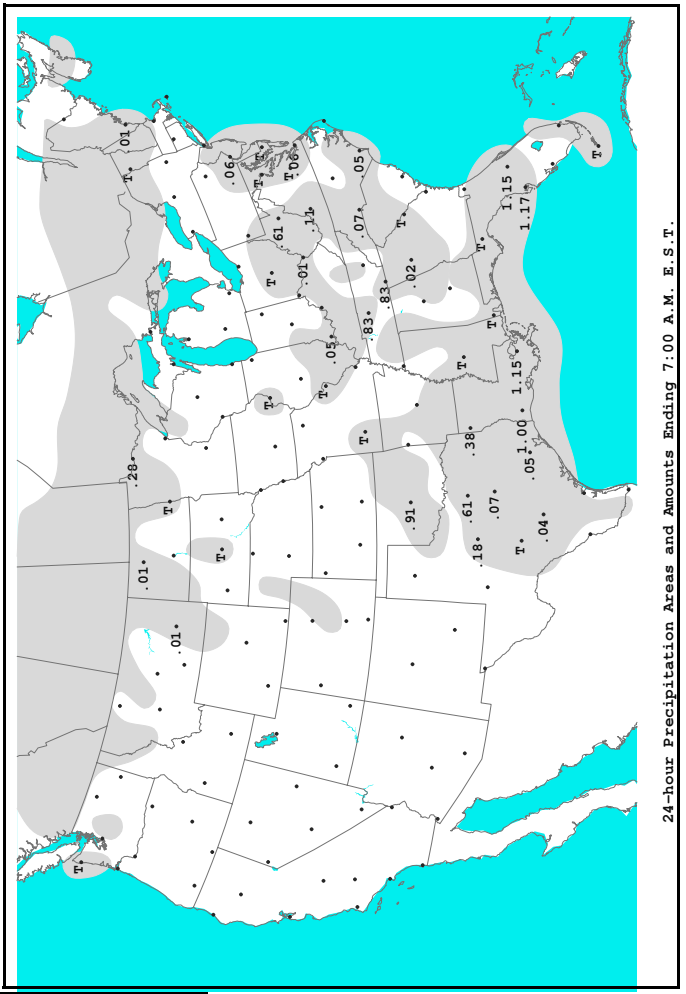 T
.01
T
.28
.01
T
.01
T
.06
T
T
T
T
.61
T
.06
.01
.11
T
.05
.07
.05
T
.83
.83
T
.91
.02
T
.61
.38
.18
T
T
.07
1.15
1.15
T
1.00
1.17
.05
.04
T
24-hour Precipitation Areas and Amounts Ending 7:00 A.M. E.S.T.